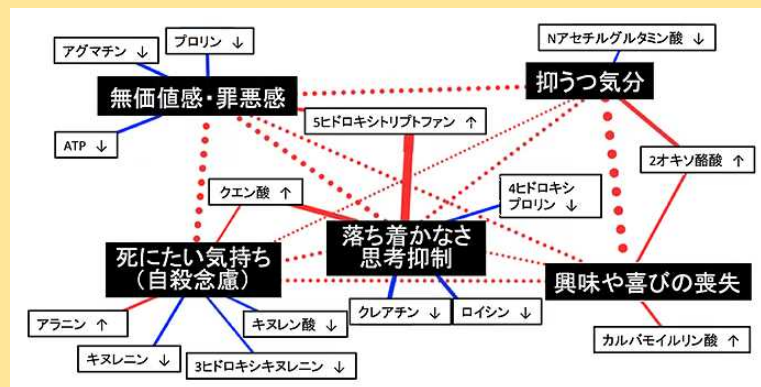 プロリン ↓
アグマチン ↓
Nアセチルグルタミン酸 ↓
無価値感・罪悪感
抑うつ気分
5ヒドロキシトリプトファン ↑
ATP ↓
2オキソ酪酸 ↑
クエン酸 ↑
4ヒドロキシ
プロリン ↓
落ち着かなさ
思考抑制
死にたい気持ち
(自殺念慮)
興味や喜びの喪失
アラニン ↑
キヌレン酸 ↓
クレアチン ↓
ロイシン ↓
カルバモイルリン酸 ↑
キヌレニン ↓
3ヒドロキシキヌレニン ↓